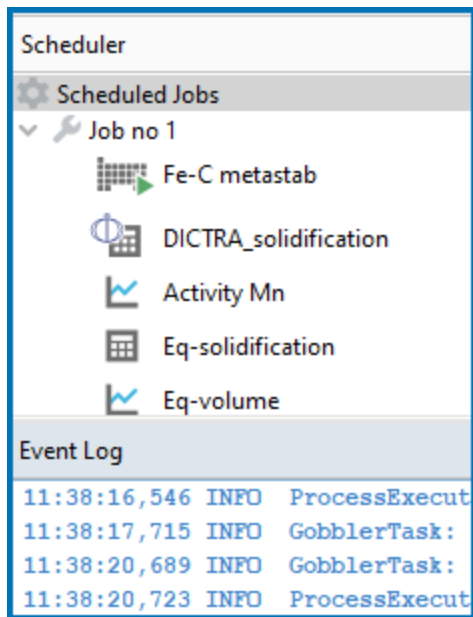 Scheduler
Scheduled Jobs
Job no 1
Fe-C metastab
DICTRA_solidification
Activity Mn
Eq-solidification
Eq-volume
Event Log
11:38:16,546 INFO ProcessExecut
11:38:17,715 INFO GobblerTask:
11:38:20,689 INFO GobblerTask:
11:38:20,723 INFO ProcessExecut